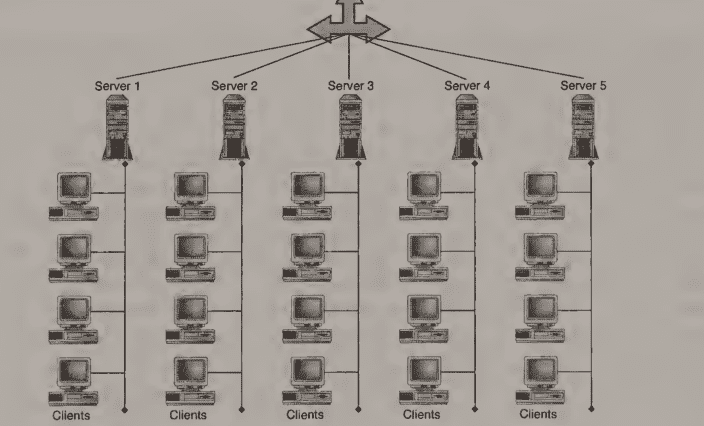 Server 1
Server 2
Server 3
Server 4
Server 5
Clients
Clients
Clients
Clients
Clients